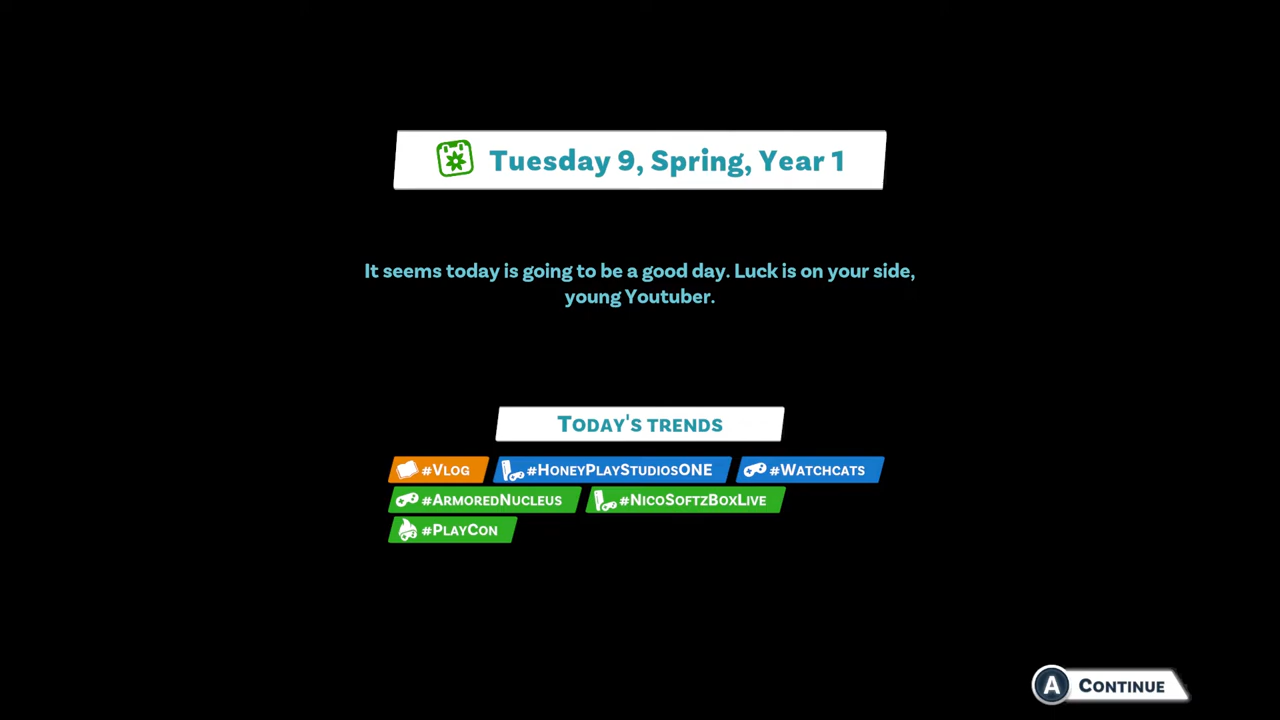 Tuesday 9, Spring, Year 1
It seems today is going to be a good day. Luck is on your side,
young Youtuber.
Today's trends
#Vlog #HoneyPlayStudiosONE #Watchcats
#ArmoredNucleus #NicoSoftzBoxLive
#PlayCon
A Continue